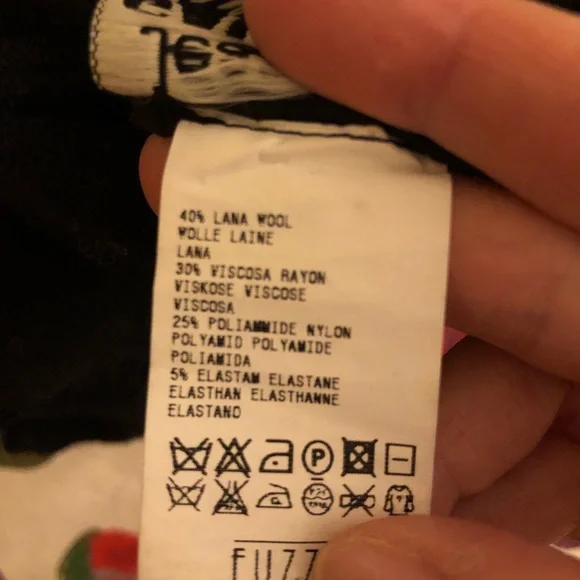 40% LANA WOOL
WOLLE LAINE
LANA
30% VISCOSA RAYON
VISKOSE VISCOSE
VISCOSA
25% POLIAMMIDE NYLON
POLYAMID POLYAMIDE
POLIAMIDA
5% ELASTAM ELASTANE
ELASTHAN ELASTHANNE
ELASTANO
P
FUZZ